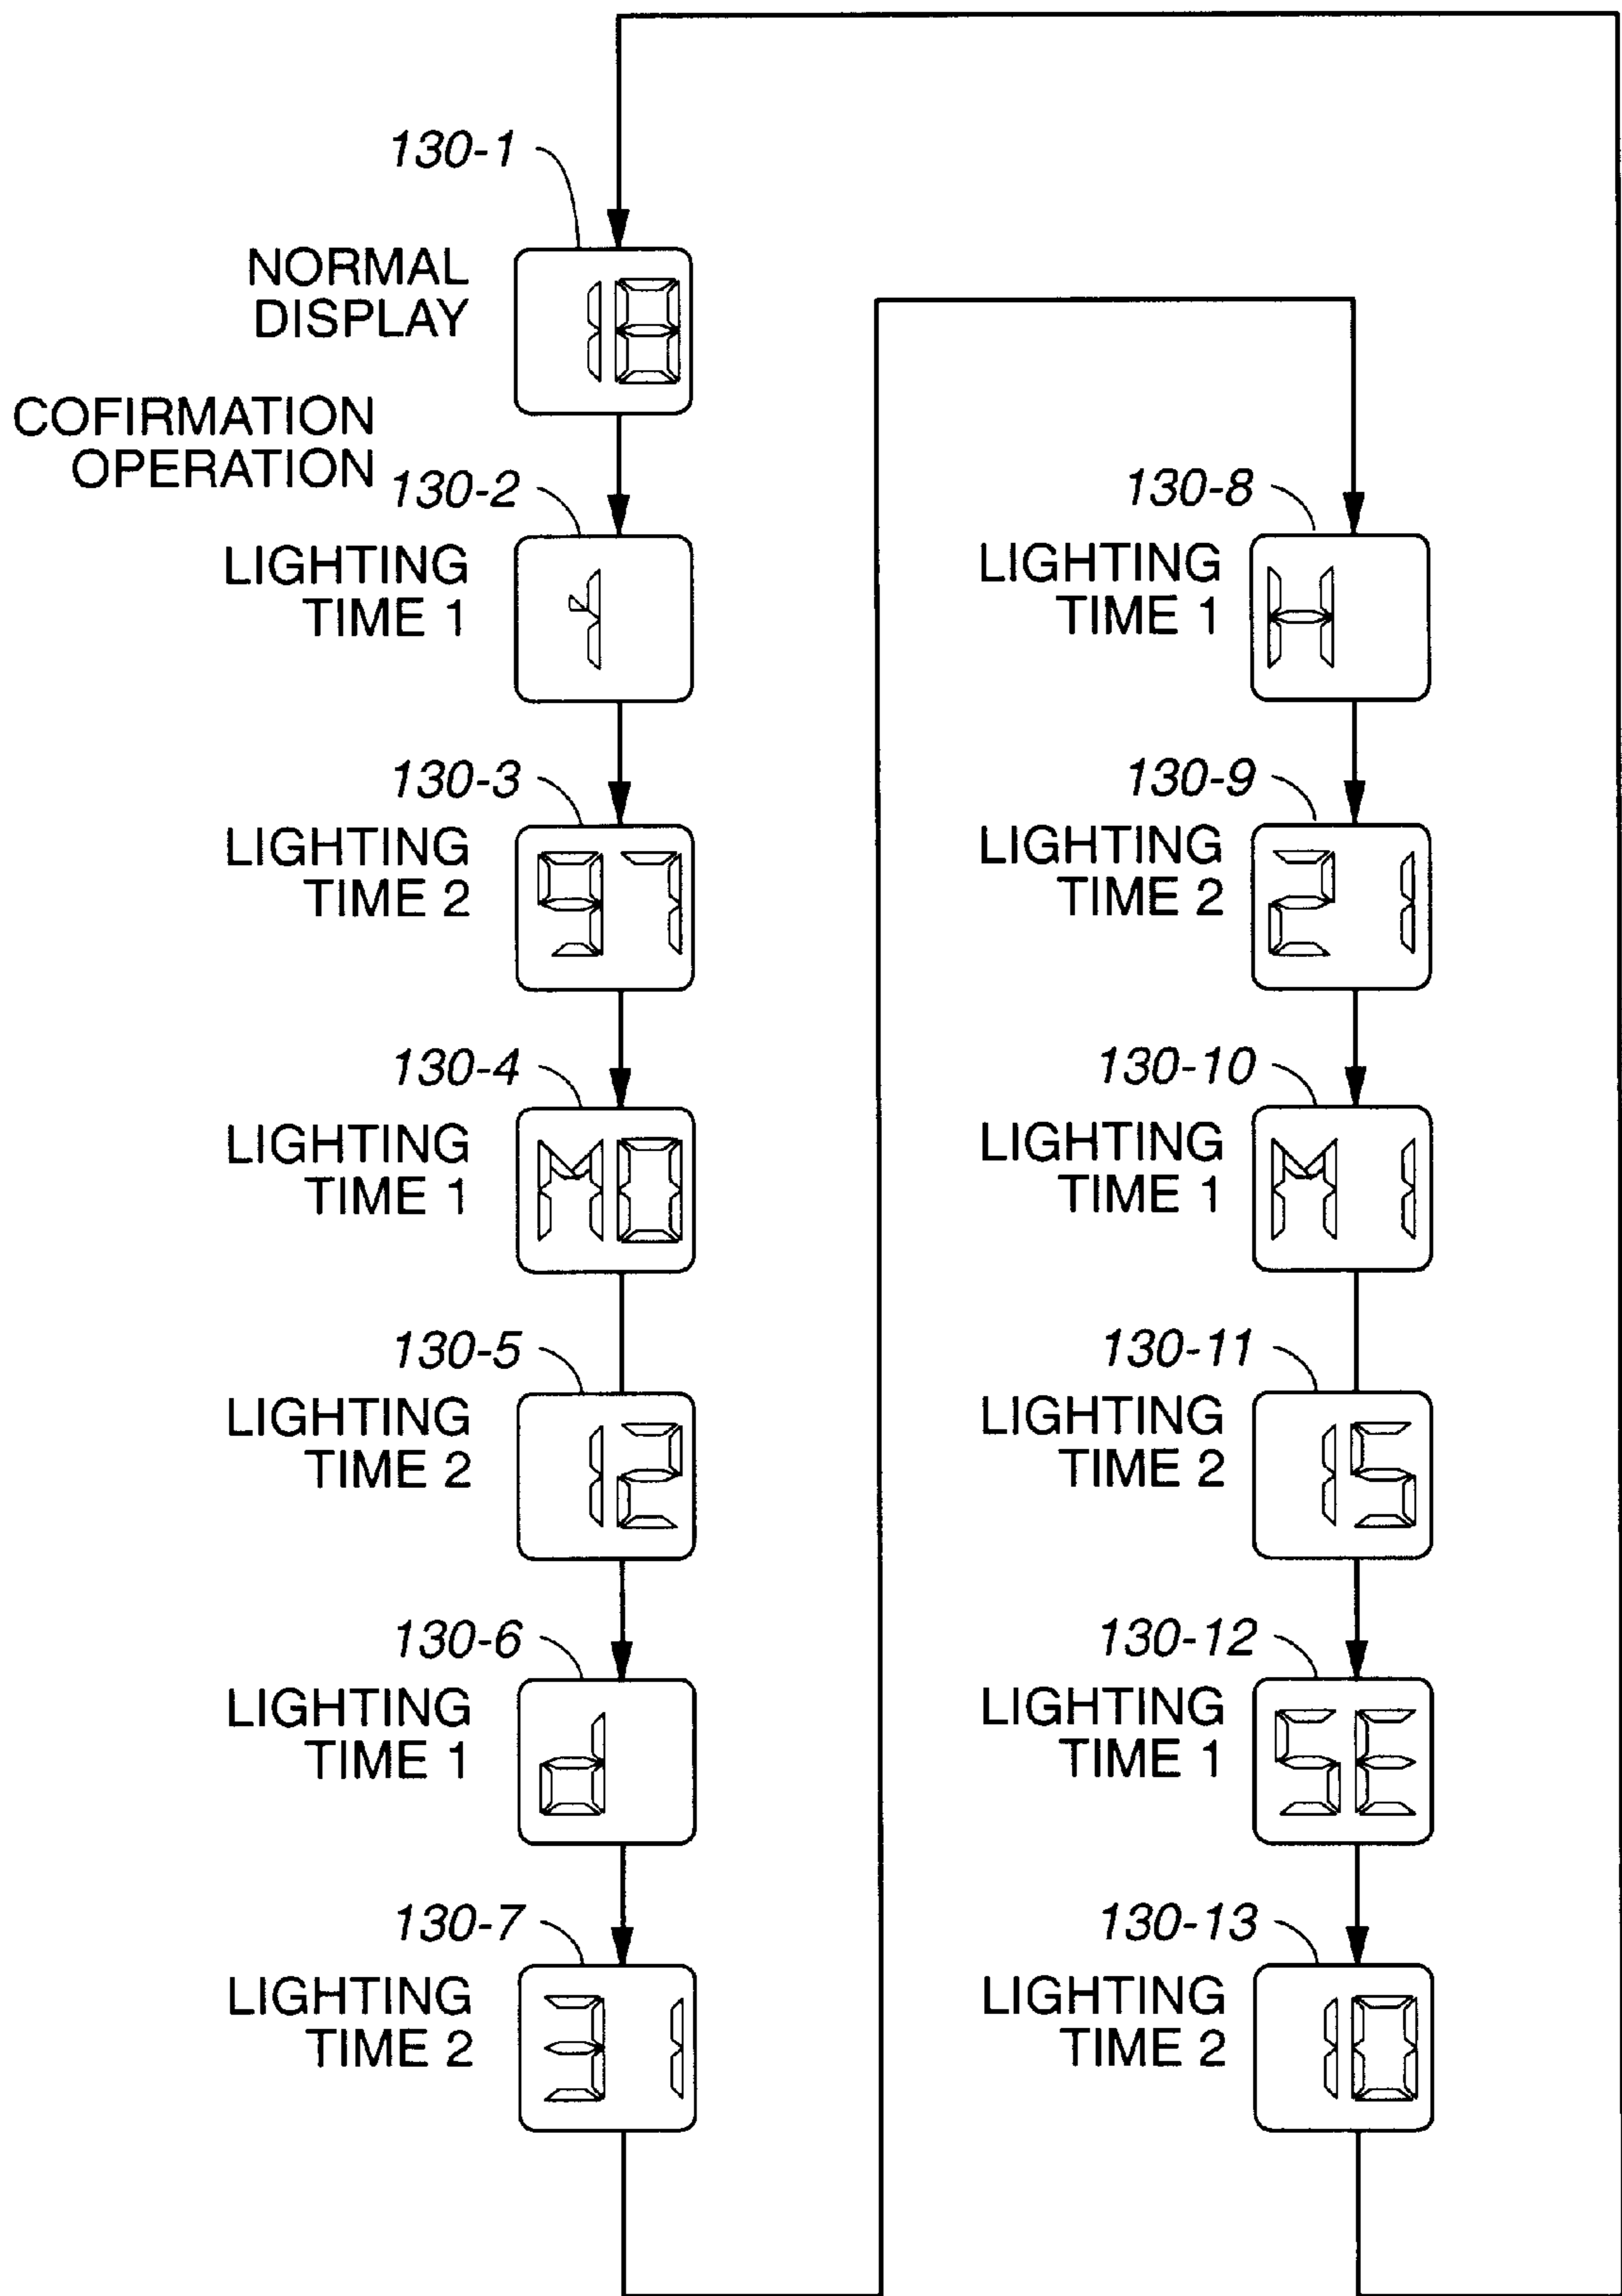 130-1
NORMAL
DISPLAY
18
COFIRMATION
OPERATION
130-2
LIGHTING
TIME 1
130-3
LIGHTING
TIME 2
97
130-4
LIGHTING
TIME 1
M0
130-5
LIGHTING
TIME 2
12
130-6
LIGHTING
TIME 1
d
130-7
LIGHTING
TIME 2
31
130-8
LIGHTING
TIME 1
H
130-9
LIGHTING
TIME 2
21
130-10
LIGHTING
TIME 1
MI
130-11
LIGHTING
TIME 2
15
130-12
LIGHTING
TIME 1
SE
130-13
LIGHTING
TIME 2
10